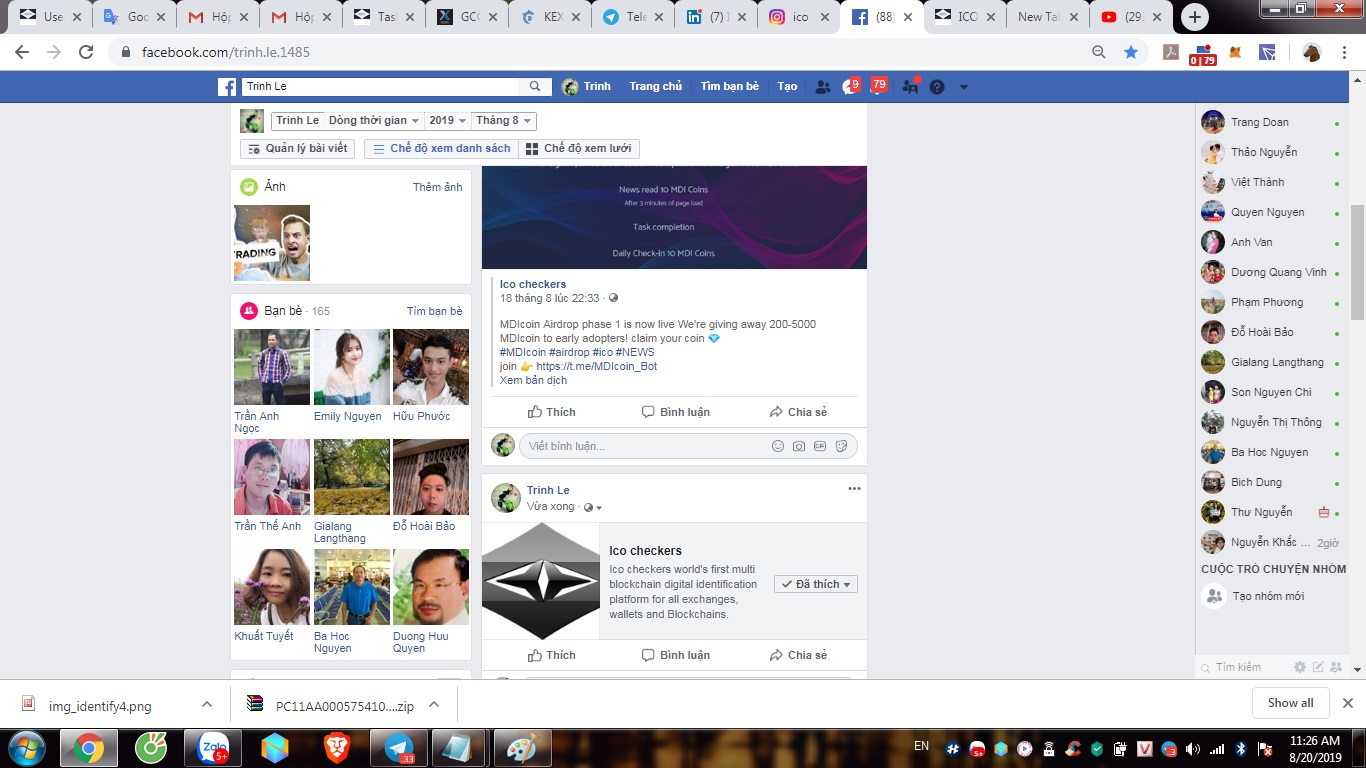 Use
Goo
Hộp
Hộp
Task
GCO
KEX
Tele
(7) I
ico
(88)
ICO
New Tab
(295
facebook.com/trinh.le.1485
0 | 79
Trinh Le
Trinh
Trang chủ
Tìm bạn bè
Tạo
9
79
Trinh Le
Dòng thời gian
2019
Tháng 8
Quản lý bài viết
Chế độ xem danh sách
Chế độ xem lưới
Ảnh
Thêm ảnh
TRADING
Bạn bè · 165
Tìm bạn bè
Trần Anh Ngọc
Emily Nguyen
Hữu Phước
Trần Thế Anh
Gialang Langthang
Đỗ Hoài Bảo
Khuất Tuyết
Ba Hoc Nguyen
Duong Huu Quyen
News read 10 MDI Coins
After 3 minutes of page load
Task completion
Daily Check-In 10 MDI Coins
Ico checkers
18 tháng 8 lúc 22:33 ·
MDIcoin Airdrop phase 1 is now live We're giving away 200-5000
MDIcoin to early adopters! claim your coin 💎
#MDIcoin #airdrop #ico #NEWS
join 👉 https://t.me/MDIcoin_Bot
Xem bản dịch
Thích
Bình luận
Chia sẻ
Viết bình luận...
GIF
Trinh Le
Vừa xong ·
Ico checkers
Ico checkers world's first multi
blockchain digital identification
platform for all exchanges,
wallets and Blockchains.
Đã thích
Thích
Bình luận
Chia sẻ
Trang Doan
Thảo Nguyễn
Việt Thành
Quyen Nguyen
Anh Van
Dương Quang Vinh
Phạm Phương
Đỗ Hoài Bảo
Gialang Langthang
Son Nguyen Chi
Nguyễn Thị Thông
Ba Hoc Nguyen
Bich Dung
Thư Nguyễn
Nguyễn Khắc ... 2giờ
CUỘC TRÒ CHUYỆN NHÓM
Tạo nhóm mới
Tìm kiếm
img_identify4.png
PC11AA000575410....zip
Show all
Zalo
5+
33
EN
5+
11:26 AM
8/20/2019